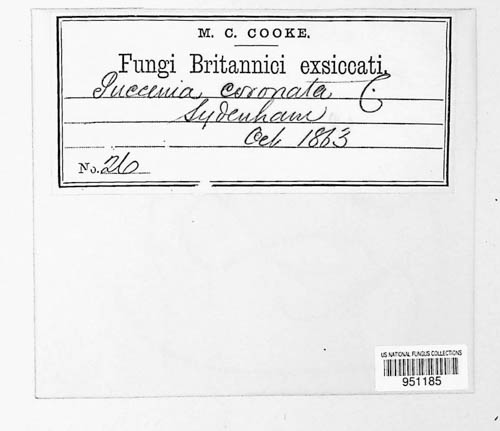 M. C. COOKE.
Fungi Britannici exsiccati,
Puccinia coronata C.
Sydenham
Oct 1863
No. 26
US NATIONAL FUNGUS COLLECTIONS
951185